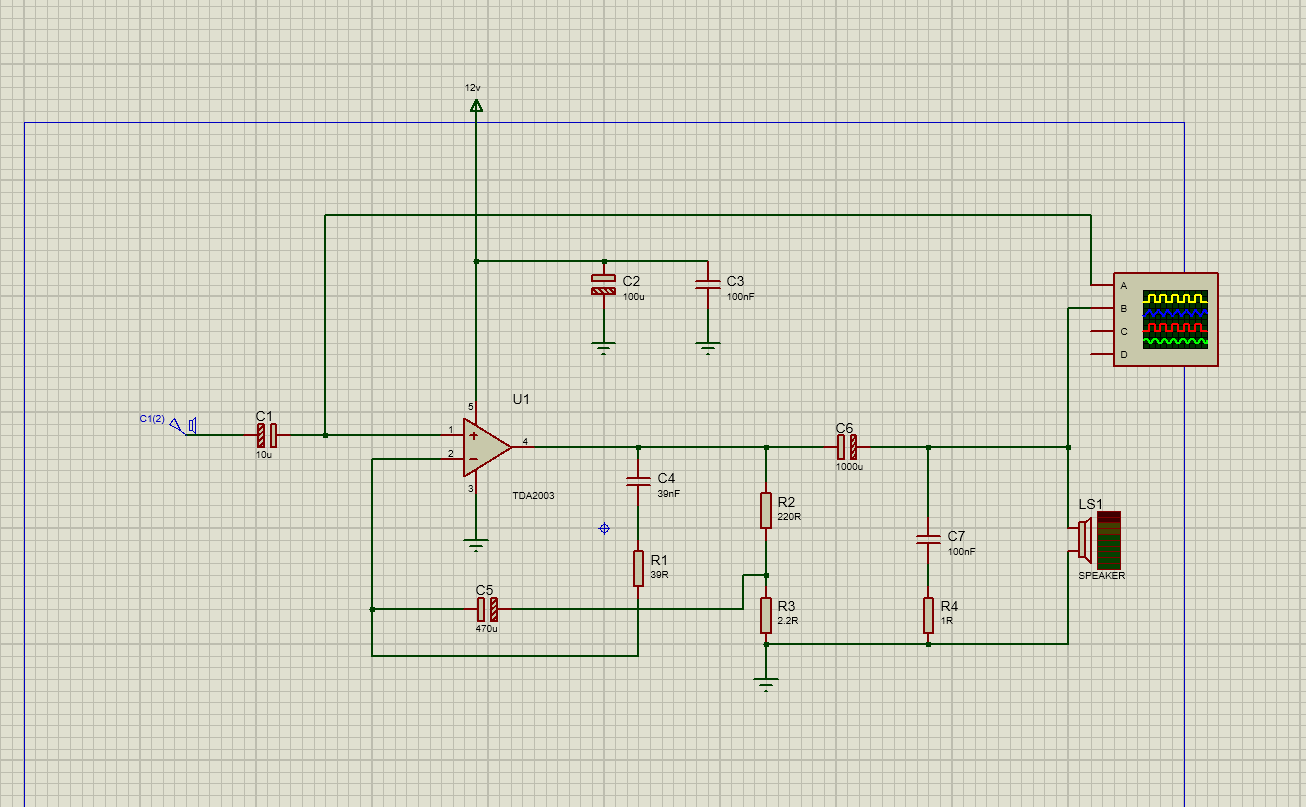 12v
C2
100u
C3
100nF
A
B
C
D
C1(2)
C1
10u
U1
5
1
2
3
4
+
−
TDA2003
C4
39nF
R1
39R
C5
470u
R2
220R
R3
2.2R
C6
1000u
C7
100nF
R4
1R
LS1
SPEAKER